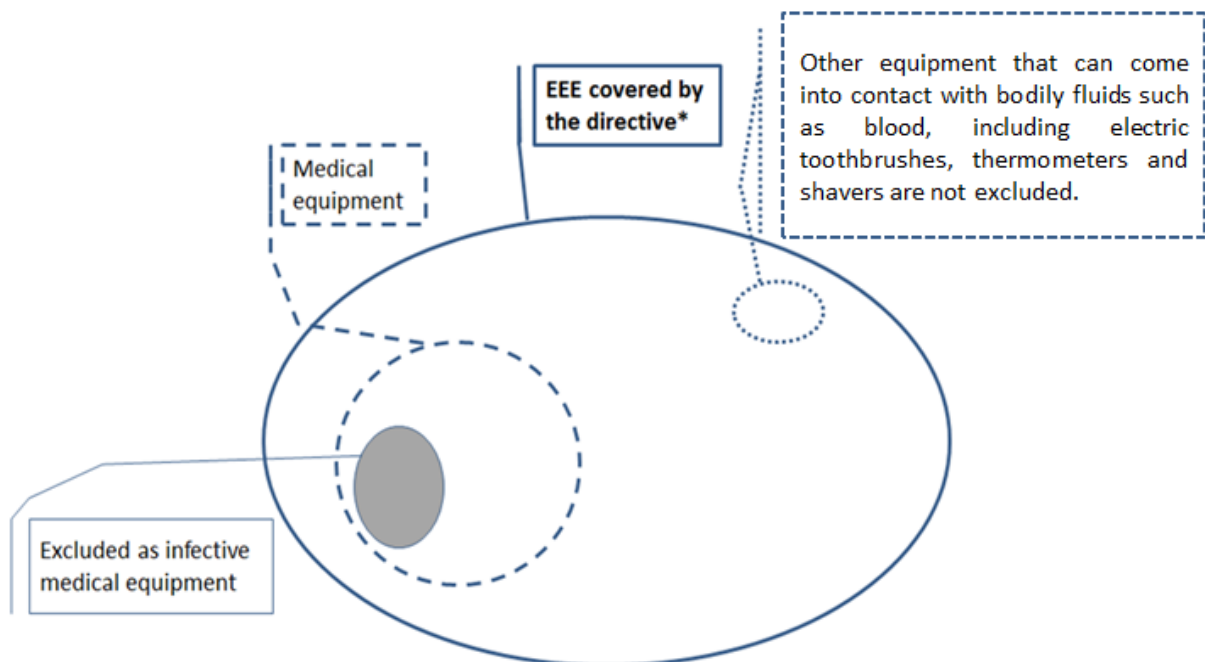 EEE covered by
the directive*
Other equipment that can come
into contact with bodily fluids such
as blood, including electric
toothbrushes, thermometers and
shavers are not excluded.
Medical
equipment
Excluded as infective
medical equipment